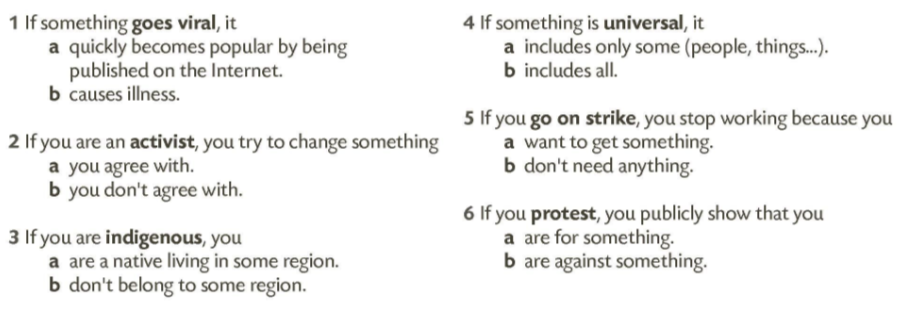 1 If something goes viral, it
a quickly becomes popular by being
published on the Internet.
b causes illness.
2 If you are an activist, you try to change something
a you agree with.
b you don't agree with.
3 If you are indigenous, you
a are a native living in some region.
b don't belong to some region.
4 If something is universal, it
a includes only some (people, things...).
b includes all.
5 If you go on strike, you stop working because you
a want to get something.
b don't need anything.
6 If you protest, you publicly show that you
a are for something.
b are against something.